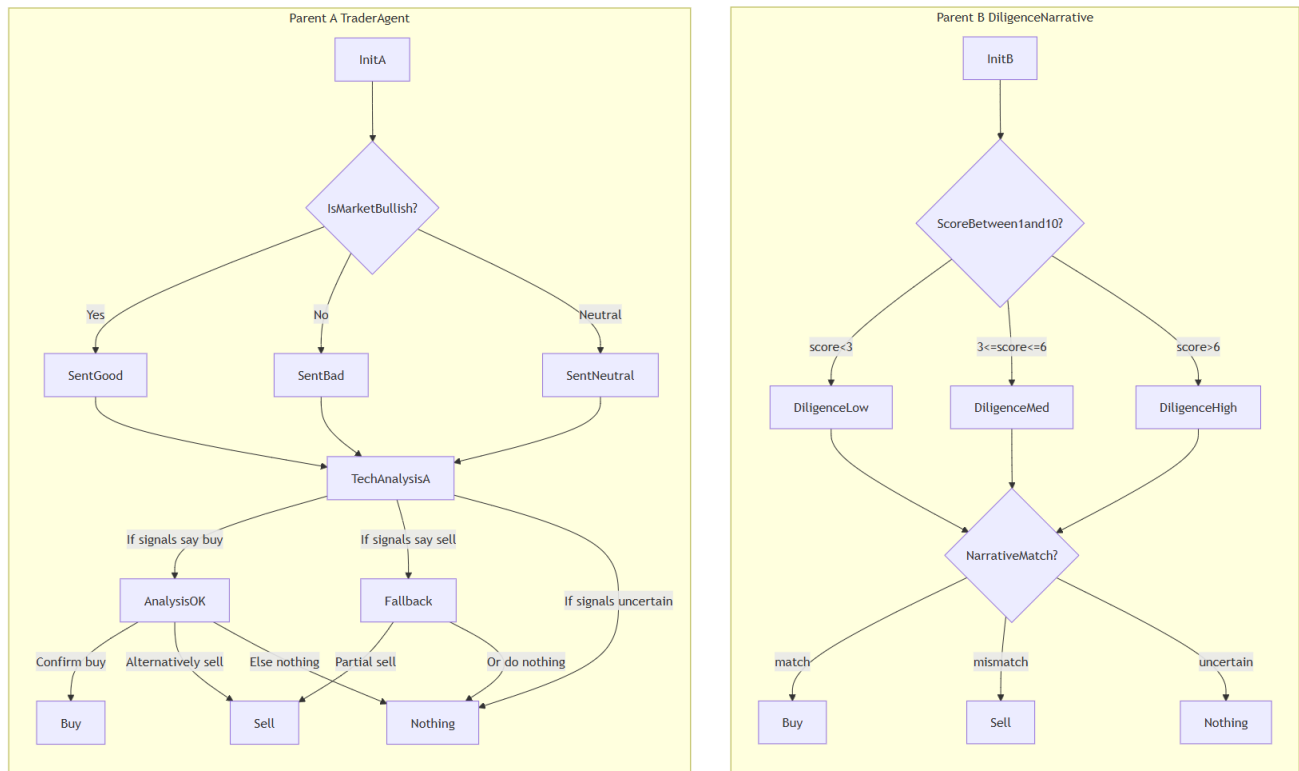 Parent A TraderAgent
InitA
IsMarketBullish?
Yes
No
Neutral
SentGood
SentBad
SentNeutral
TechAnalysisA
If signals say buy
If signals say sell
If signals uncertain
AnalysisOK
Fallback
Confirm buy
Alternatively sell
Else nothing
Partial sell
Or do nothing
Buy
Sell
Nothing
Parent B DiligenceNarrative
InitB
ScoreBetween1and10?
score<3
3<=score<=6
score>6
DiligenceLow
DiligenceMed
DiligenceHigh
NarrativeMatch?
match
mismatch
uncertain
Buy
Sell
Nothing